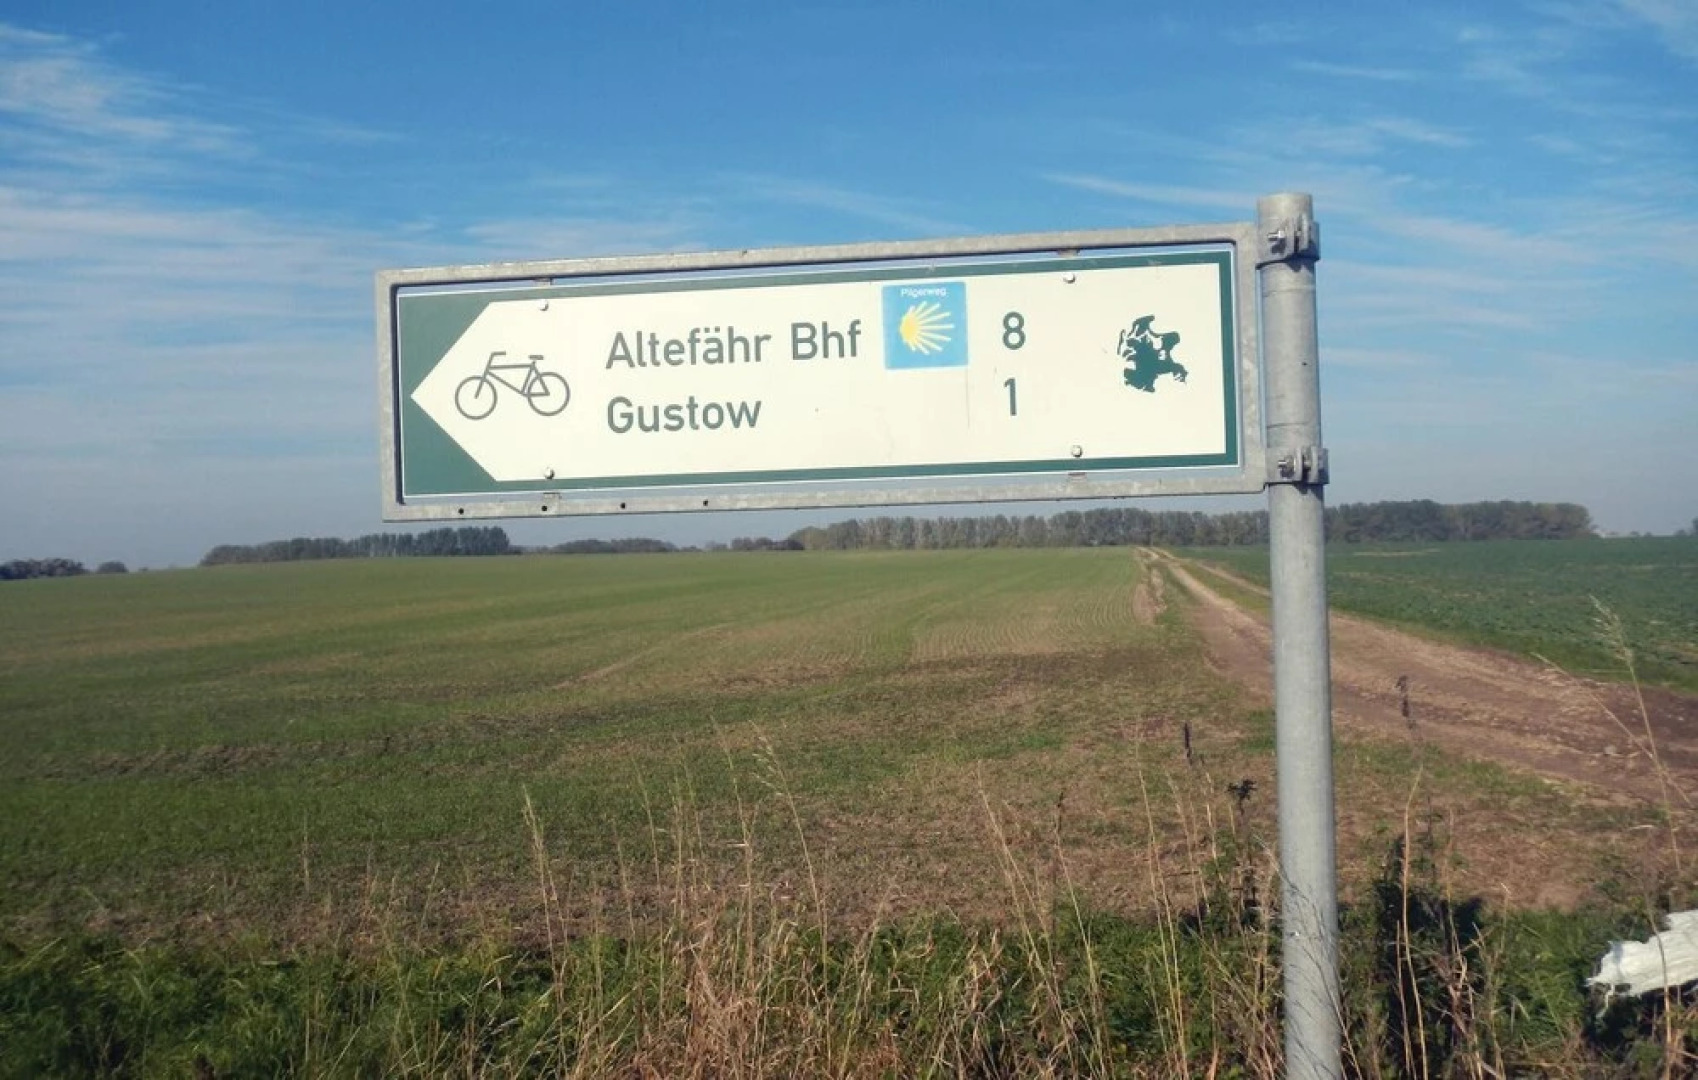 Pilgerweg
Altefähr Bhf 8
Gustow 1